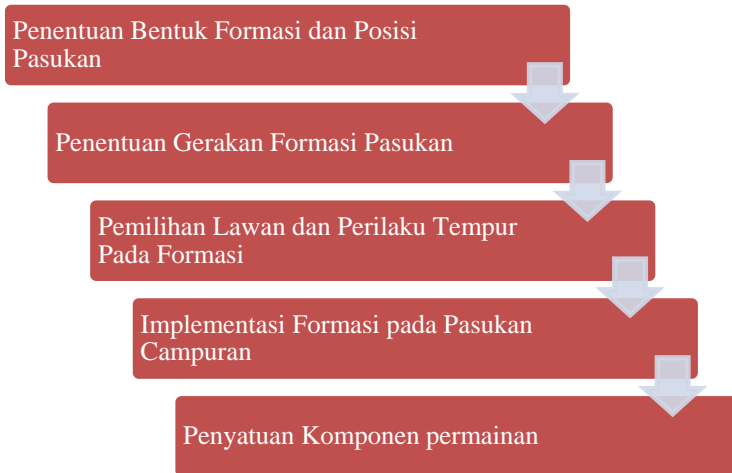 Penentuan Bentuk Formasi dan Posisi
Pasukan
Penentuan Gerakan Formasi Pasukan
Pemilihan Lawan dan Perilaku Tempur
Pada Formasi
Implementasi Formasi pada Pasukan
Campuran
Penyatuan Komponen permainan